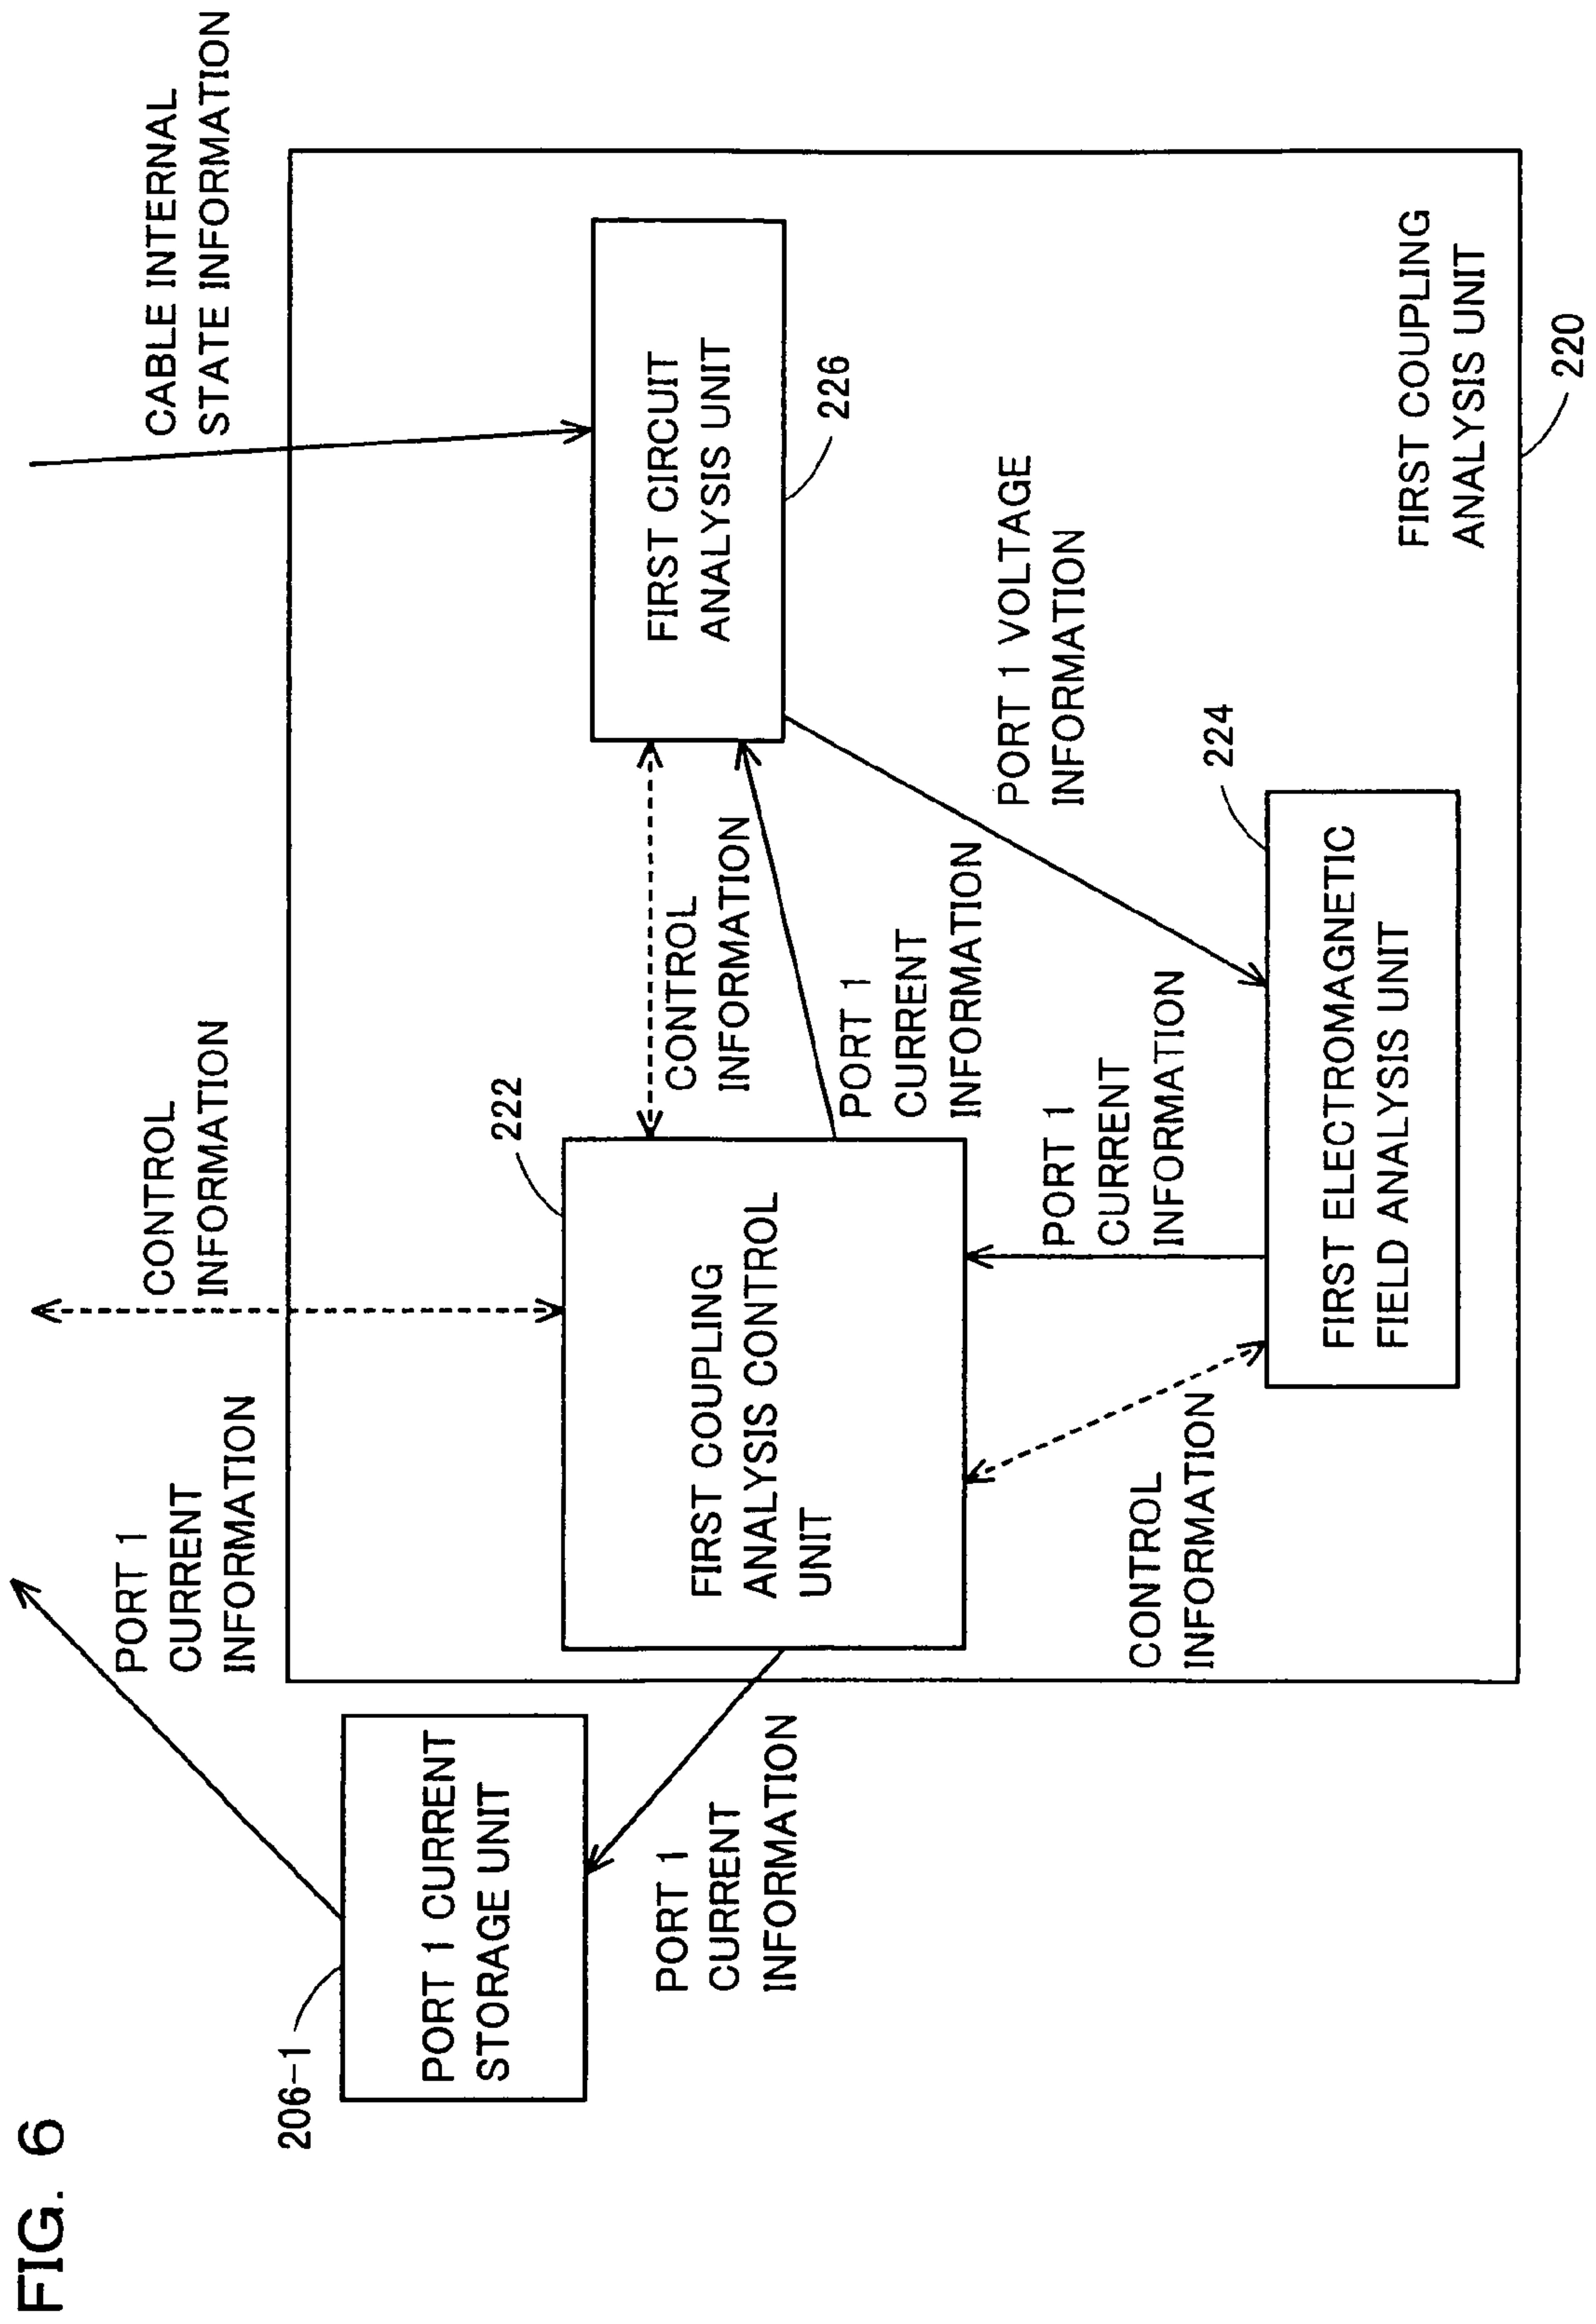 FIG. 6
206-1
PORT 1 CURRENT
STORAGE UNIT
PORT 1
CURRENT
INFORMATION
PORT 1
CURRENT
INFORMATION
CONTROL
INFORMATION
CABLE INTERNAL
STATE INFORMATION
222
FIRST COUPLING
ANALYSIS CONTROL
UNIT
CONTROL
INFORMATION
PORT 1
CURRENT
INFORMATION
FIRST CIRCUIT
ANALYSIS UNIT
226
CONTROL
INFORMATION
PORT 1
CURRENT
INFORMATION
PORT 1 VOLTAGE
INFORMATION
224
FIRST ELECTROMAGNETIC
FIELD ANALYSIS UNIT
FIRST COUPLING
ANALYSIS UNIT
220